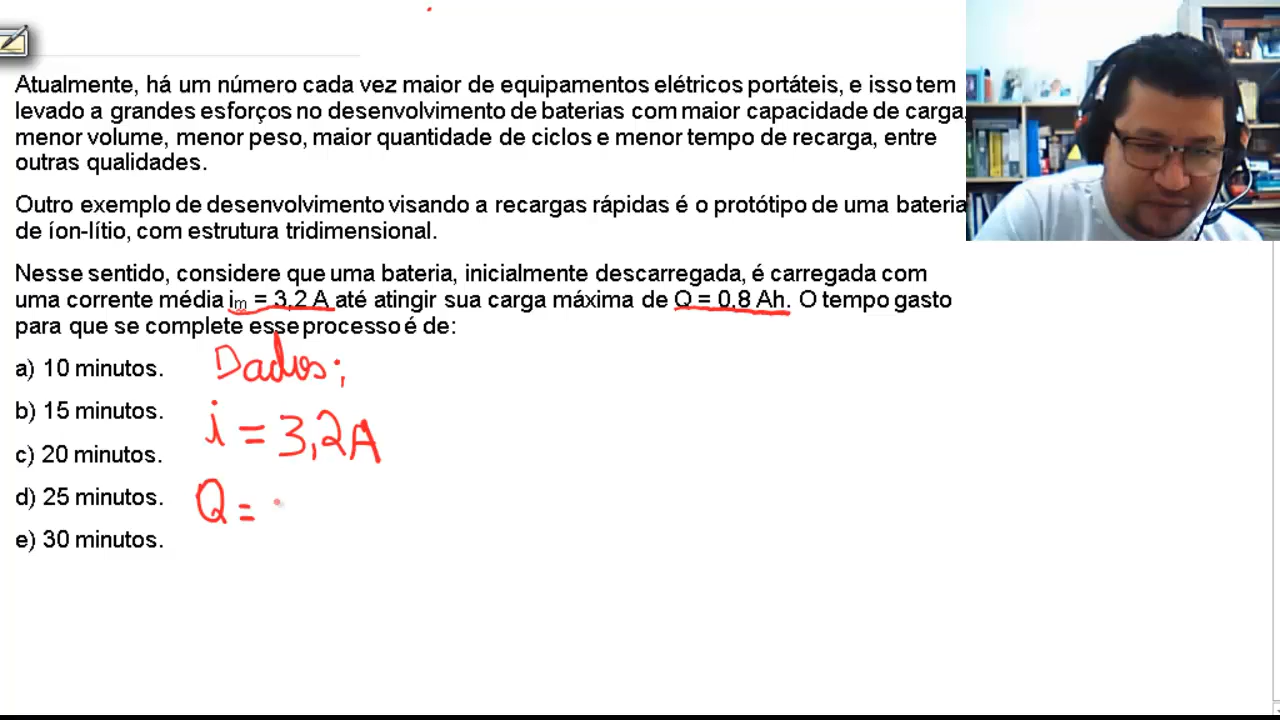 Atualmente, há um número cada vez maior de equipamentos elétricos portáteis, e isso tem
levado a grandes esforços no desenvolvimento de baterias com maior capacidade de carga,
menor volume, menor peso, maior quantidade de ciclos e menor tempo de recarga, entre
outras qualidades.
Outro exemplo de desenvolvimento visando a recargas rápidas é o protótipo de uma bateria
de íon-lítio, com estrutura tridimensional.
Nesse sentido, considere que uma bateria, inicialmente descarregada, é carregada com
uma corrente média iₘ = 3,2 A até atingir sua carga máxima de Q = 0,8 Ah. O tempo gasto
para que se complete esse processo é de:
a) 10 minutos.
Dados:
b) 15 minutos.
i = 3,2A
c) 20 minutos.
d) 25 minutos.
Q =
e) 30 minutos.